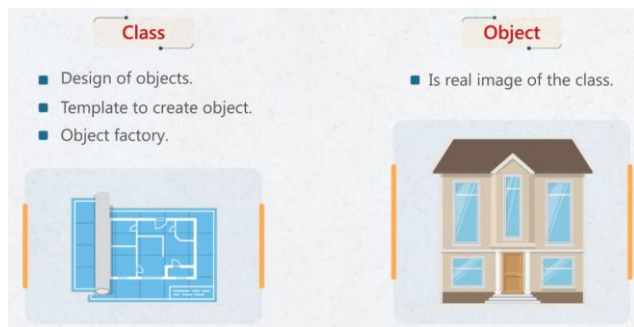 Class
Design of objects.
Template to create object.
Object factory.
Object
Is real image of the class.